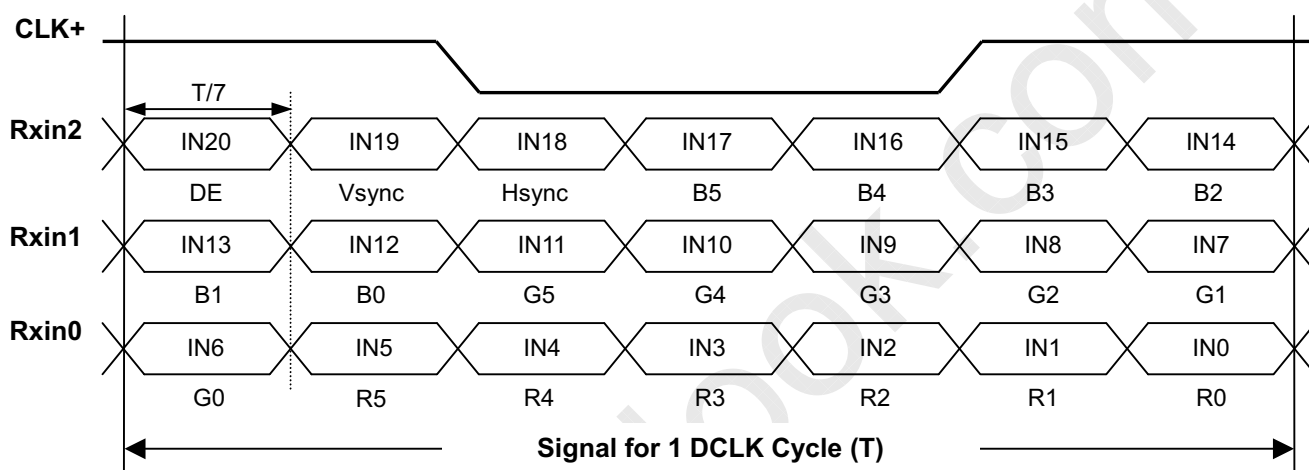 CLK+
T/7
Rxin2 IN20 IN19 IN18 IN17 IN16 IN15 IN14
DE Vsync Hsync B5 B4 B3 B2
Rxin1 IN13 IN12 IN11 IN10 IN9 IN8 IN7
B1 B0 G5 G4 G3 G2 G1
Rxin0 IN6 IN5 IN4 IN3 IN2 IN1 IN0
G0 R5 R4 R3 R2 R1 R0
Signal for 1 DCLK Cycle (T)